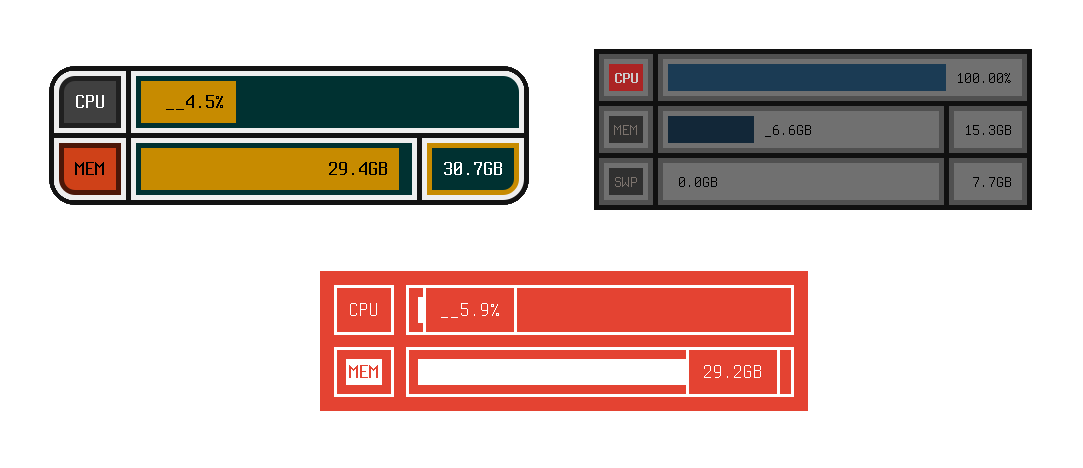 CPU __4.5%
MEM 29.4GB 30.7GB
CPU 100.00%
MEM _6.6GB 15.3GB
SWP 0.0GB 7.7GB
CPU __5.9%
MEM 29.2GB